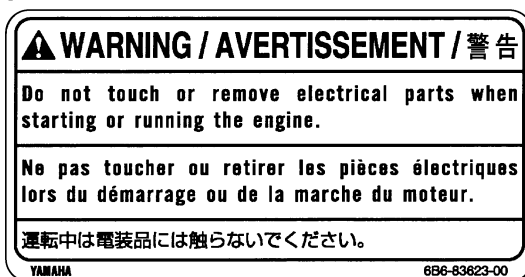 WARNING / AVERTISSEMENT / 警告
Do not touch or remove electrical parts when
starting or running the engine.
Ne pas toucher ou retirer les pièces électriques
lors du démarrage ou de la marche du moteur.
運転中は電装品には触らないでください。
YAMAHA 6B6-83623-00